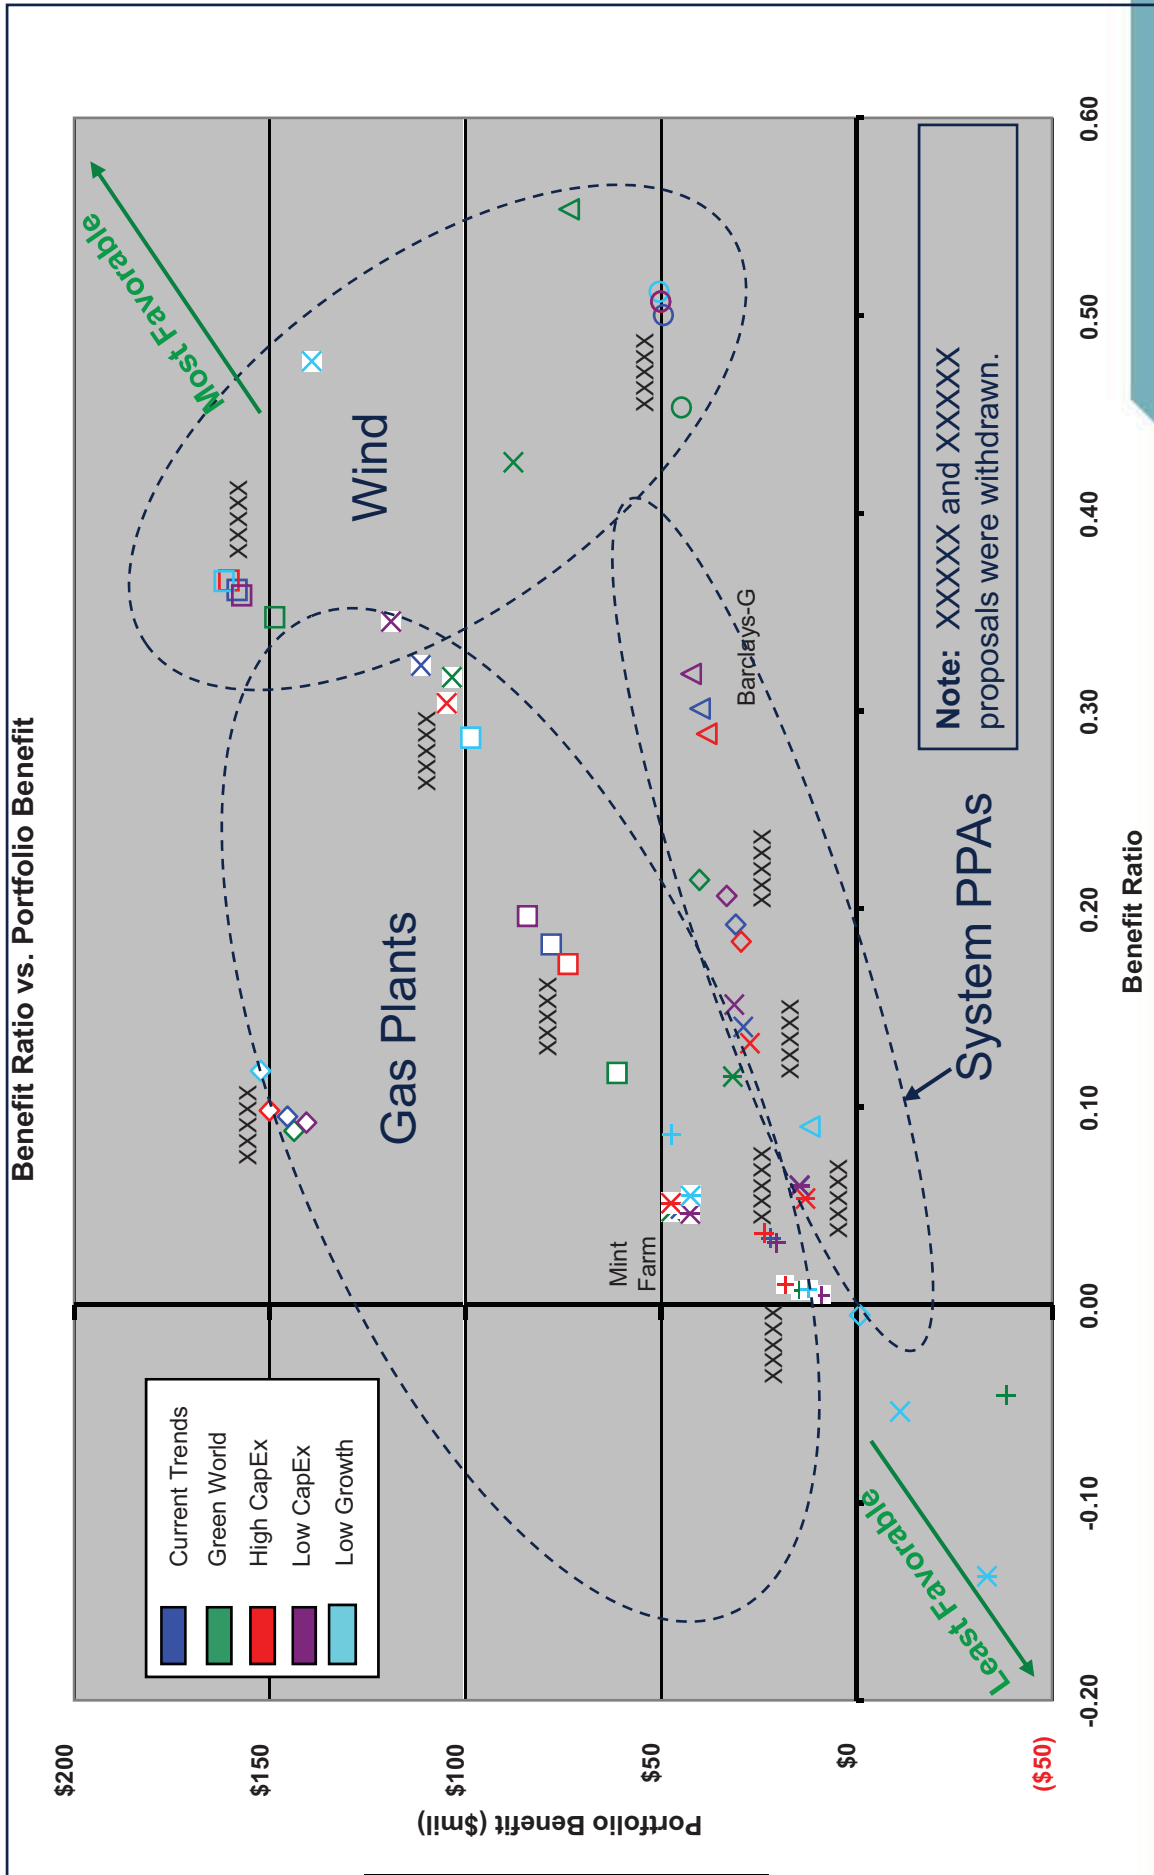 Benefit Ratio vs. Portfolio Benefit
$200
$150
$100
$50
$0
($50)
Portfolio Benefit ($mil)
-0.20
-0.10
0.00
0.10
0.20
0.30
0.40
0.50
0.60
Benefit Ratio
Current Trends
Green World
High CapEx
Low CapEx
Low Growth
Most Favorable
Least Favorable
Wind
Gas Plants
System PPAs
XXXXX
XXXXX
XXXXX
XXXXX
XXXXX
Mint
Farm
XXXXX
XXXXX
XXXXX
XXXXX
XXXXX
Barclays-G
Note: XXXXX and XXXXX
proposals were withdrawn.